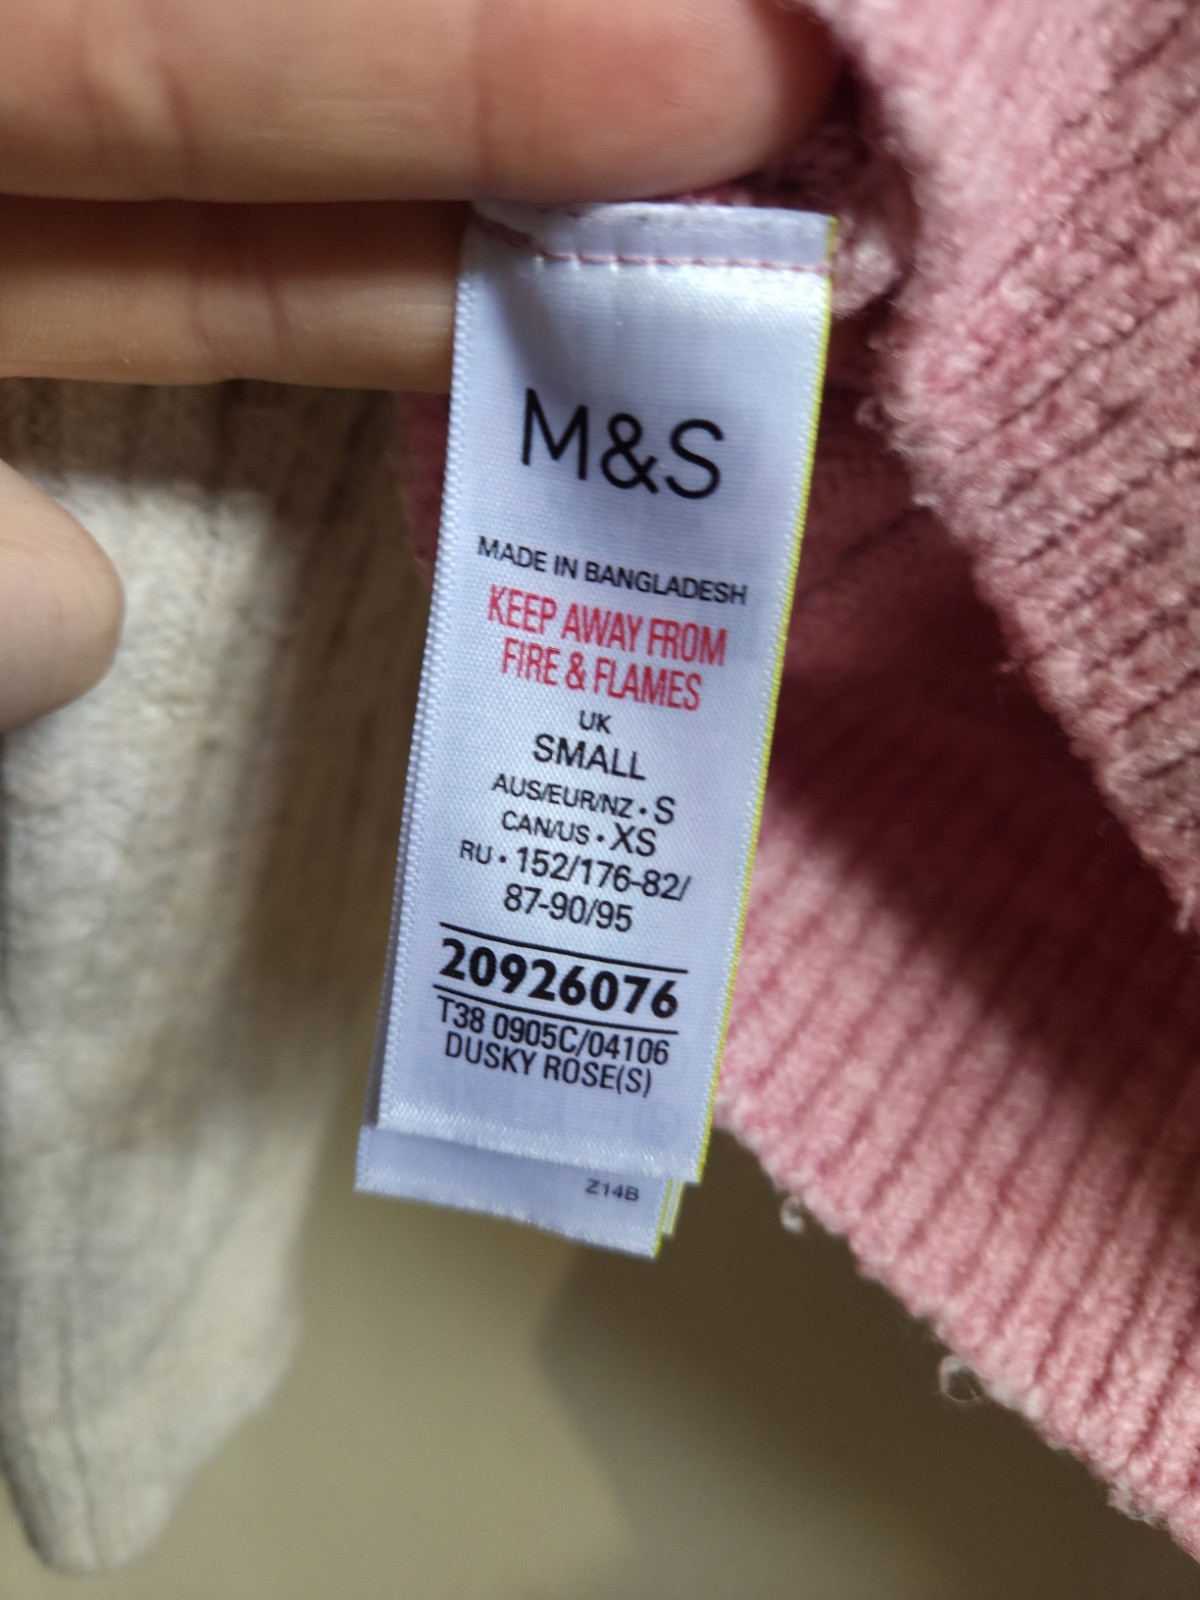 M&S
MADE IN BANGLADESH
KEEP AWAY FROM
FIRE & FLAMES
UK
SMALL
AUS/EUR/NZ • S
CAN/US • XS
RU • 152/176-82/
87-90/95
20926076
T38 0905C/04106
DUSKY ROSE(S)
Z14B